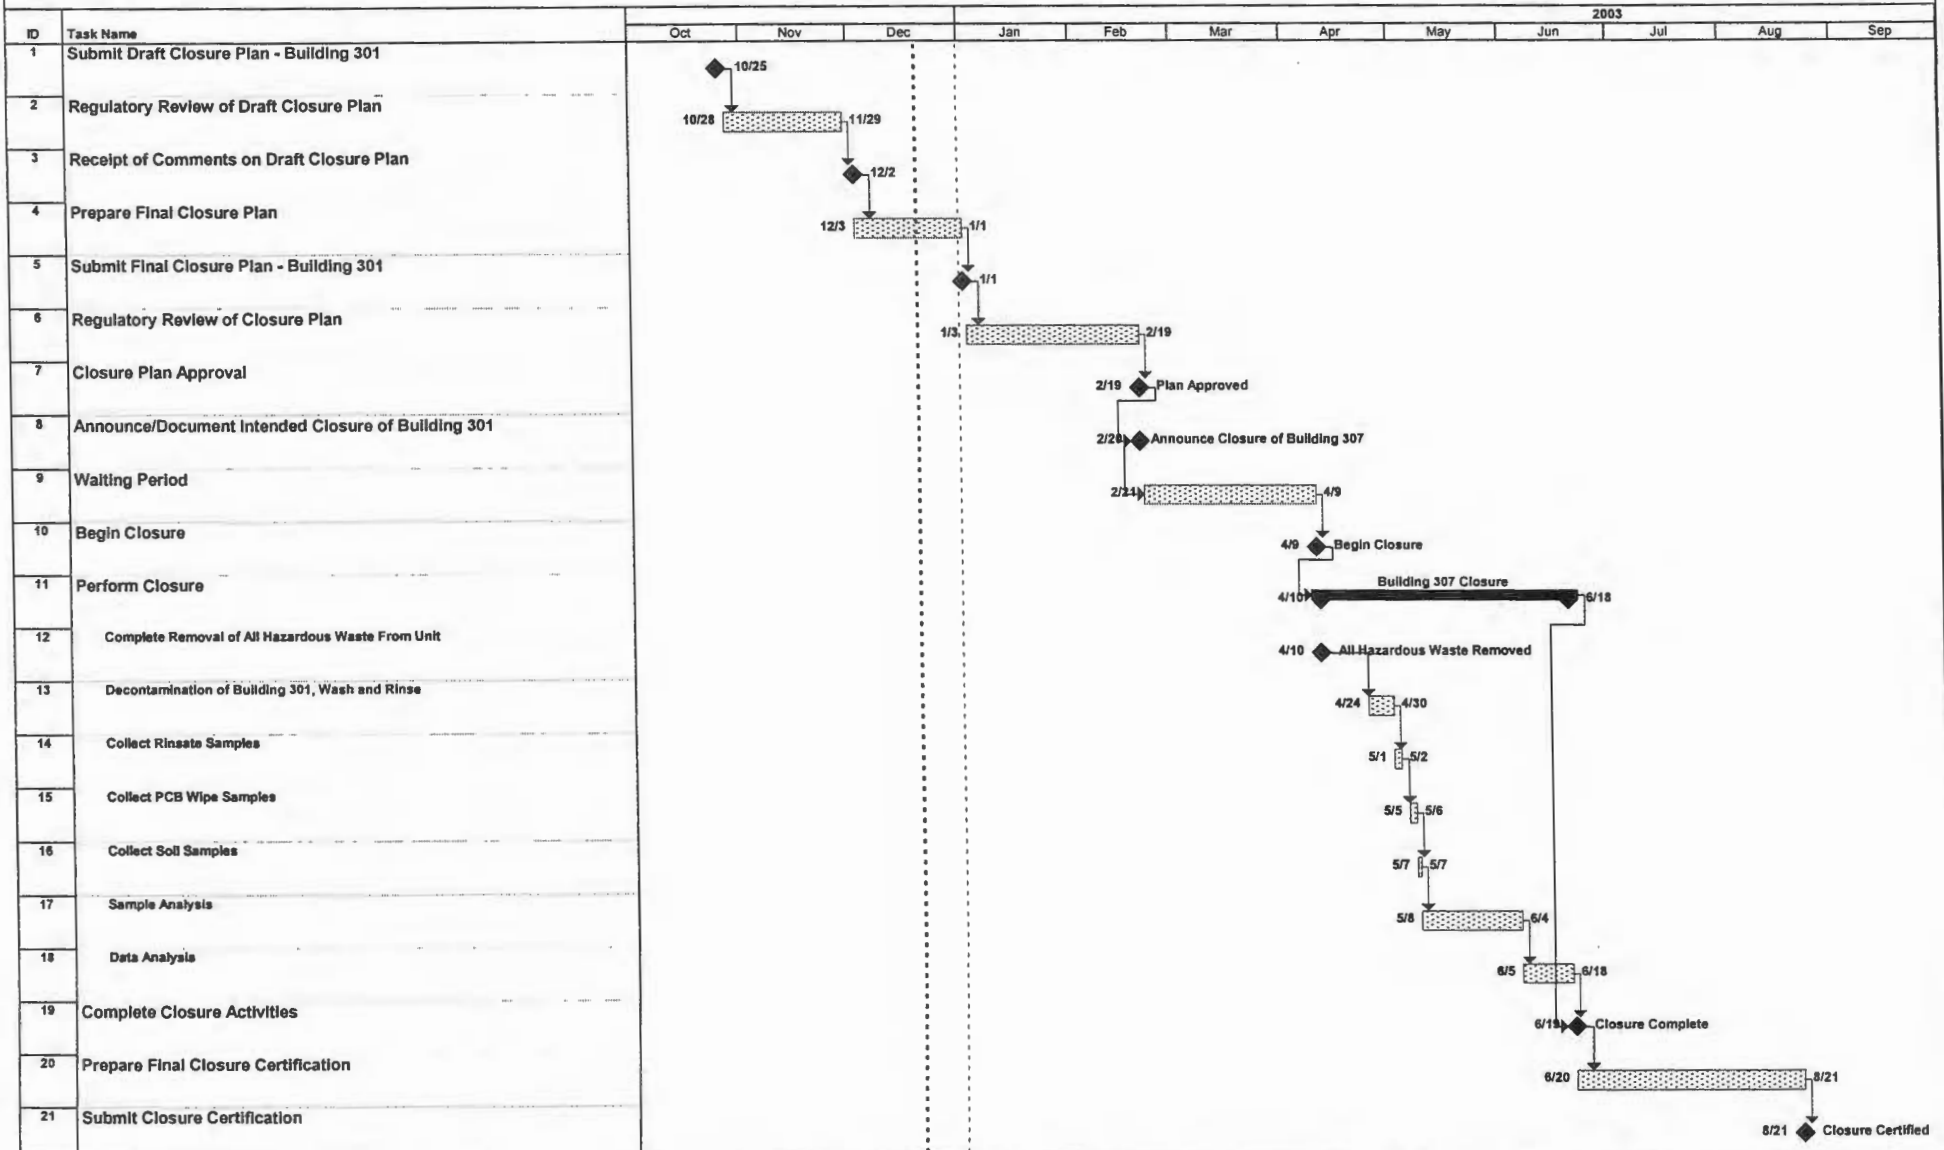 2003
ID Task Name Oct Nov Dec Jan Feb Mar Apr May Jun Jul Aug Sep
1 Submit Draft Closure Plan - Building 301
10/25
2 Regulatory Review of Draft Closure Plan
10/28 11/29
3 Receipt of Comments on Draft Closure Plan
12/2
4 Prepare Final Closure Plan
12/3 1/1
5 Submit Final Closure Plan - Building 301
1/1
6 Regulatory Review of Closure Plan
1/3 2/19
7 Closure Plan Approval
2/19 Plan Approved
8 Announce/Document Intended Closure of Building 301
2/20 Announce Closure of Building 307
9 Waiting Period
2/21 4/9
10 Begin Closure
4/9 Begin Closure
11 Perform Closure
Building 307 Closure
4/10 6/18
12 Complete Removal of All Hazardous Waste From Unit
4/10 All Hazardous Waste Removed
13 Decontamination of Building 301, Wash and Rinse
4/24 4/30
14 Collect Rinsate Samples
5/1 5/2
15 Collect PCB Wipe Samples
5/5 5/6
16 Collect Soil Samples
5/7 5/7
17 Sample Analysis
5/8 6/4
18 Data Analysis
6/5 6/18
19 Complete Closure Activities
6/19 Closure Complete
20 Prepare Final Closure Certification
6/20 8/21
21 Submit Closure Certification
8/21 Closure Certified